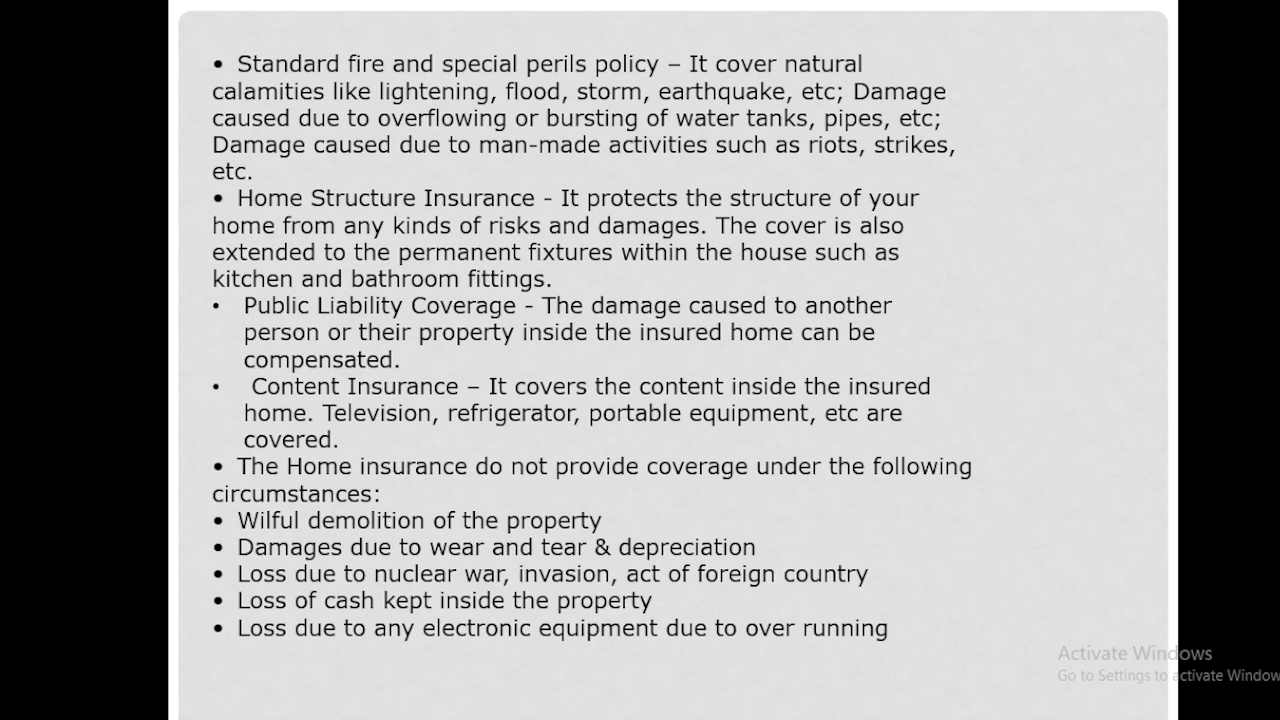 • Standard fire and special perils policy – It cover natural
calamities like lightening, flood, storm, earthquake, etc; Damage
caused due to overflowing or bursting of water tanks, pipes, etc;
Damage caused due to man-made activities such as riots, strikes,
etc.
• Home Structure Insurance - It protects the structure of your
home from any kinds of risks and damages. The cover is also
extended to the permanent fixtures within the house such as
kitchen and bathroom fittings.
• Public Liability Coverage - The damage caused to another
person or their property inside the insured home can be
compensated.
• Content Insurance – It covers the content inside the insured
home. Television, refrigerator, portable equipment, etc are
covered.
• The Home insurance do not provide coverage under the following
circumstances:
• Wilful demolition of the property
• Damages due to wear and tear & depreciation
• Loss due to nuclear war, invasion, act of foreign country
• Loss of cash kept inside the property
• Loss due to any electronic equipment due to over running
Activate Windows
Go to Settings to activate Window